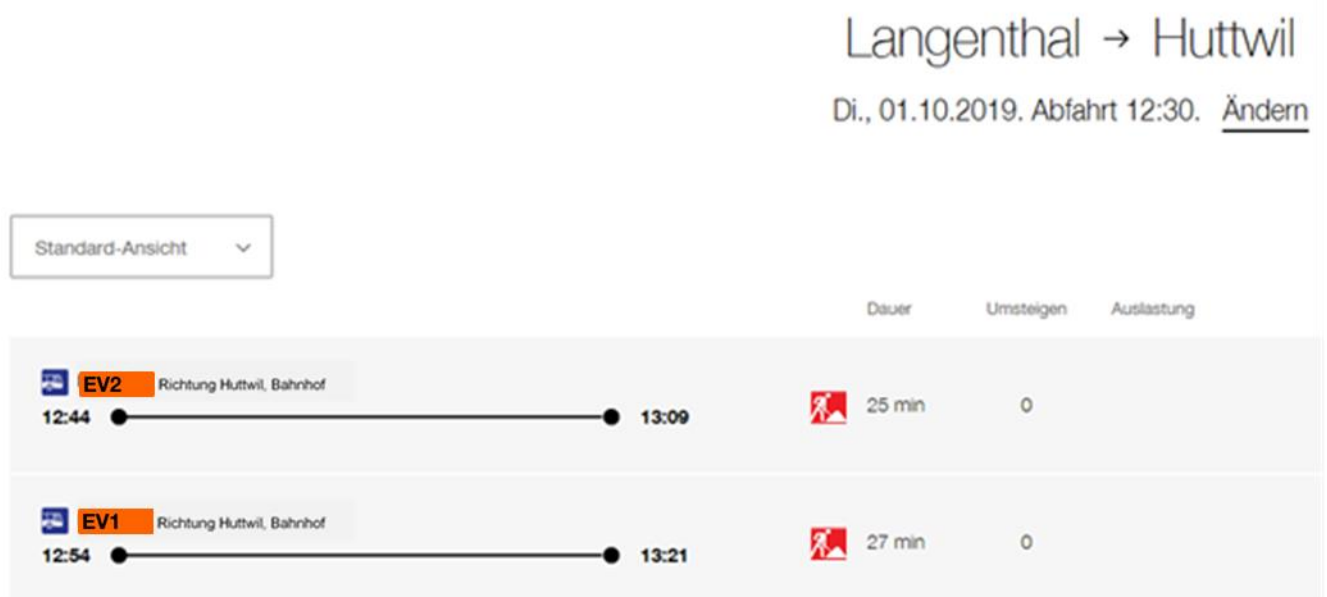 Langenthal → Huttwil
Di., 01.10.2019. Abfahrt 12:30. Ändern
Standard-Ansicht
Dauer Umsteigen Auslastung
EV2 Richtung Huttwil, Bahnhof
12:44 13:09 25 min 0
EV1 Richtung Huttwil, Bahnhof
12:54 13:21 27 min 0